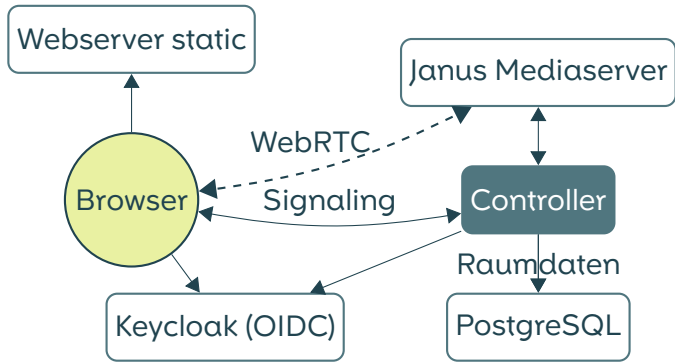 Webserver static
Janus Mediaserver
WebRTC
Browser
Signaling
Controller
Raumdaten
Keycloak (OIDC)
PostgreSQL